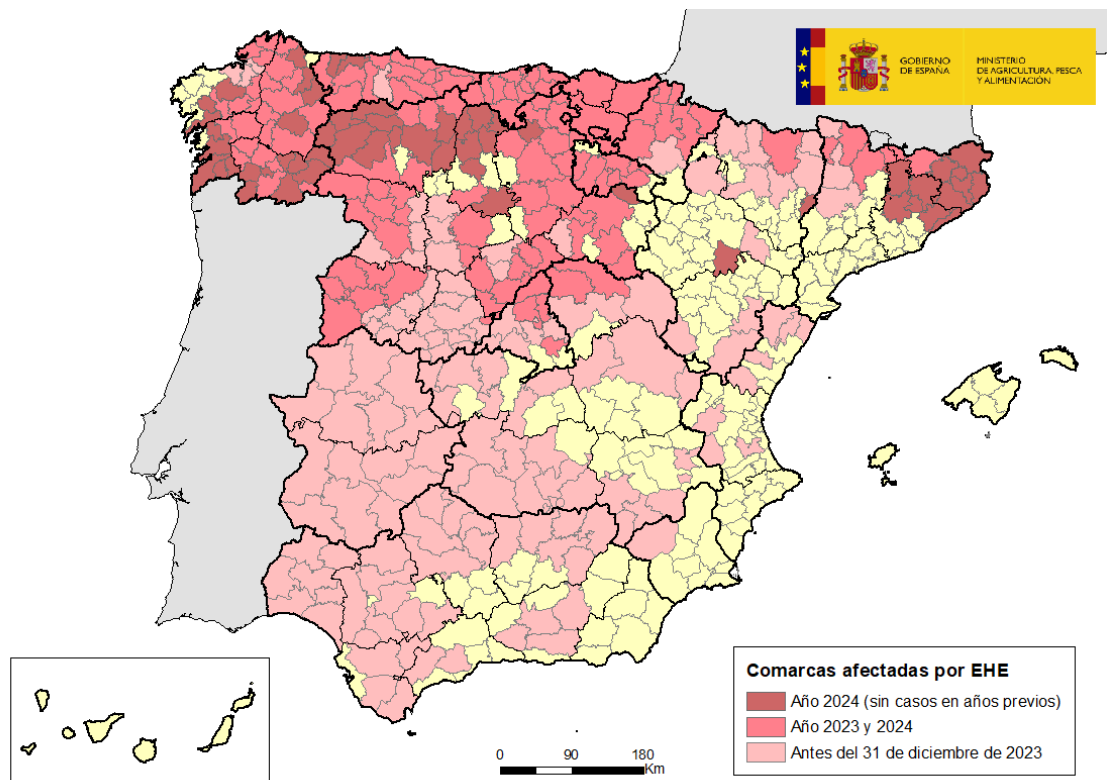 GOBIERNO
DE ESPAÑA
MINISTERIO
DE AGRICULTURA, PESCA
Y ALIMENTACIÓN
Comarcas afectadas por EHE
Año 2024 (sin casos en años previos)
Año 2023 y 2024
Antes del 31 de diciembre de 2023
0 90 180
Km